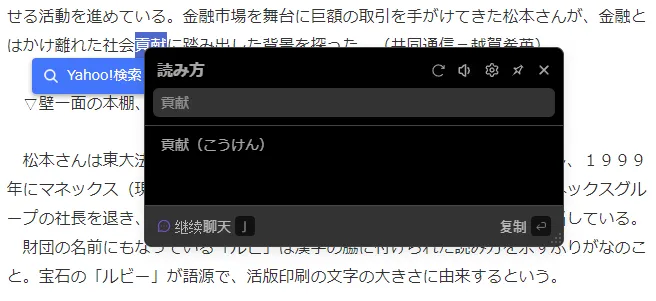 せる活動を進めている。金融市場を舞台に巨額の取引を手がけてきた松本さんが、金融と
はかけ離れた社会貢献に踏み出した背景を探った。（共同通信＝越賀希英）
Yahoo!検索
読み方
▽壁一面の本棚、
貢献
貢献（こうけん）
松本さんは東大法
、１９９９
年にマネックス（現
ネックスグル
ープの社長を退き、
している。
继续聊天 J
复制
財団の名前にもなっている「ルビ」は漢字の脇に付けられた読み方を示すふりがなのこ
と。宝石の「ルビー」が語源で、活版印刷の文字の大きさに由来するという。